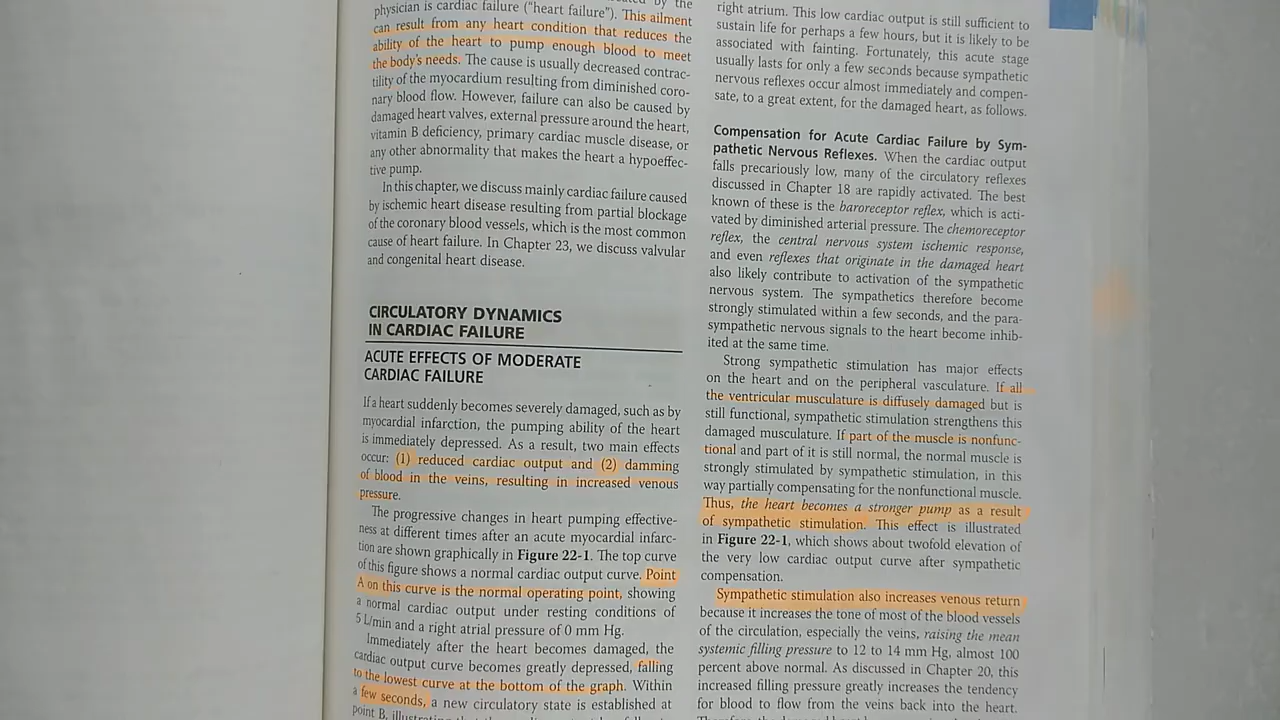 by the
physician is cardiac failure (“heart failure”). This ailment
can result from any heart condition that reduces the
ability of the heart to pump enough blood to meet
the body's needs. The cause is usually decreased contrac-
tility of the myocardium resulting from diminished coro-
nary blood flow. However, failure can also be caused by
damaged heart valves, external pressure around the heart,
vitamin B deficiency, primary cardiac muscle disease, or
any other abnormality that makes the heart a hypoeffec-
tive pump.
In this chapter, we discuss mainly cardiac failure caused
by ischemic heart disease resulting from partial blockage
of the coronary blood vessels, which is the most common
cause of heart failure. In Chapter 23, we discuss valvular
and congenital heart disease.
CIRCULATORY DYNAMICS
IN CARDIAC FAILURE
ACUTE EFFECTS OF MODERATE
CARDIAC FAILURE
If a heart suddenly becomes severely damaged, such as by
myocardial infarction, the pumping ability of the heart
is immediately depressed. As a result, two main effects
occur: (1) reduced cardiac output and (2) damming
of blood in the veins, resulting in increased venous
pressure.
The progressive changes in heart pumping effective-
ness at different times after an acute myocardial infarc-
tion are shown graphically in Figure 22-1. The top curve
of this figure shows a normal cardiac output curve. Point
A on this curve is the normal operating point, showing
a normal cardiac output under resting conditions of
5 L/min and a right atrial pressure of 0 mm Hg.
Immediately after the heart becomes damaged, the
cardiac output curve becomes greatly depressed, falling
to the lowest curve at the bottom of the graph. Within
a few seconds, a new circulatory state is established at
point B,
right atrium. This low cardiac output is still sufficient to
sustain life for perhaps a few hours, but it is likely to be
associated with fainting. Fortunately, this acute stage
usually lasts for only a few seconds because sympathetic
nervous reflexes occur almost immediately and compen-
sate, to a great extent, for the damaged heart, as follows.
Compensation for Acute Cardiac Failure by Sym-
pathetic Nervous Reflexes. When the cardiac output
falls precariously low, many of the circulatory reflexes
discussed in Chapter 18 are rapidly activated. The best
known of these is the baroreceptor reflex, which is acti-
vated by diminished arterial pressure. The chemoreceptor
reflex, the central nervous system ischemic response,
and even reflexes that originate in the damaged heart
also likely contribute to activation of the sympathetic
nervous system. The sympathetics therefore become
strongly stimulated within a few seconds, and the para-
sympathetic nervous signals to the heart become inhib-
ited at the same time.
Strong sympathetic stimulation has major effects
on the heart and on the peripheral vasculature. If all
the ventricular musculature is diffusely damaged but is
still functional, sympathetic stimulation strengthens this
damaged musculature. If part of the muscle is nonfunc-
tional and part of it is still normal, the normal muscle is
strongly stimulated by sympathetic stimulation, in this
way partially compensating for the nonfunctional muscle.
Thus, the heart becomes a stronger pump as a result
of sympathetic stimulation. This effect is illustrated
in Figure 22-1, which shows about twofold elevation of
the very low cardiac output curve after sympathetic
compensation.
Sympathetic stimulation also increases venous return
because it increases the tone of most of the blood vessels
of the circulation, especially the veins, raising the mean
systemic filling pressure to 12 to 14 mm Hg, almost 100
percent above normal. As discussed in Chapter 20, this
increased filling pressure greatly increases the tendency
for blood to flow from the veins back into the heart.